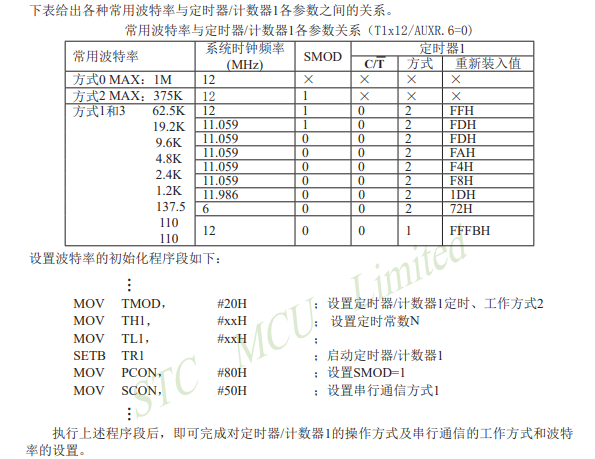 下表给出各种常用波特率与定时器/计数器1各参数之间的关系。
常用波特率与定时器/计数器1各参数关系（T1x12/AUXR.6=0）
常用波特率 系统时钟频率(MHz) SMOD 定时器1
C/T 方式 重新装入值
方式0 MAX：1M 12 × × × ×
方式2 MAX：375K 12 1 × × ×
方式1和3 62.5K 12 1 0 2 FFH
19.2K 11.059 1 0 2 FDH
9.6K 11.059 0 0 2 FDH
4.8K 11.059 0 0 2 FAH
2.4K 11.059 0 0 2 F4H
1.2K 11.059 0 0 2 F8H
137.5 11.986 0 0 2 1DH
110 6 0 0 2 72H
110 12 0 0 1 FFFBH
设置波特率的初始化程序段如下：
⋮
MOV TMOD， #20H ；设置定时器/计数器1定时、工作方式2
MOV TH1， #xxH ； 设置定时常数N
MOV TL1， #xxH ；
SETB TR1 ；启动定时器/计数器1
MOV PCON， #80H ；设置SMOD=1
MOV SCON， #50H ；设置串行通信方式1
⋮
执行上述程序段后，即可完成对定时器/计数器1的操作方式及串行通信的工作方式和波特
率的设置。
STC MCU Limited